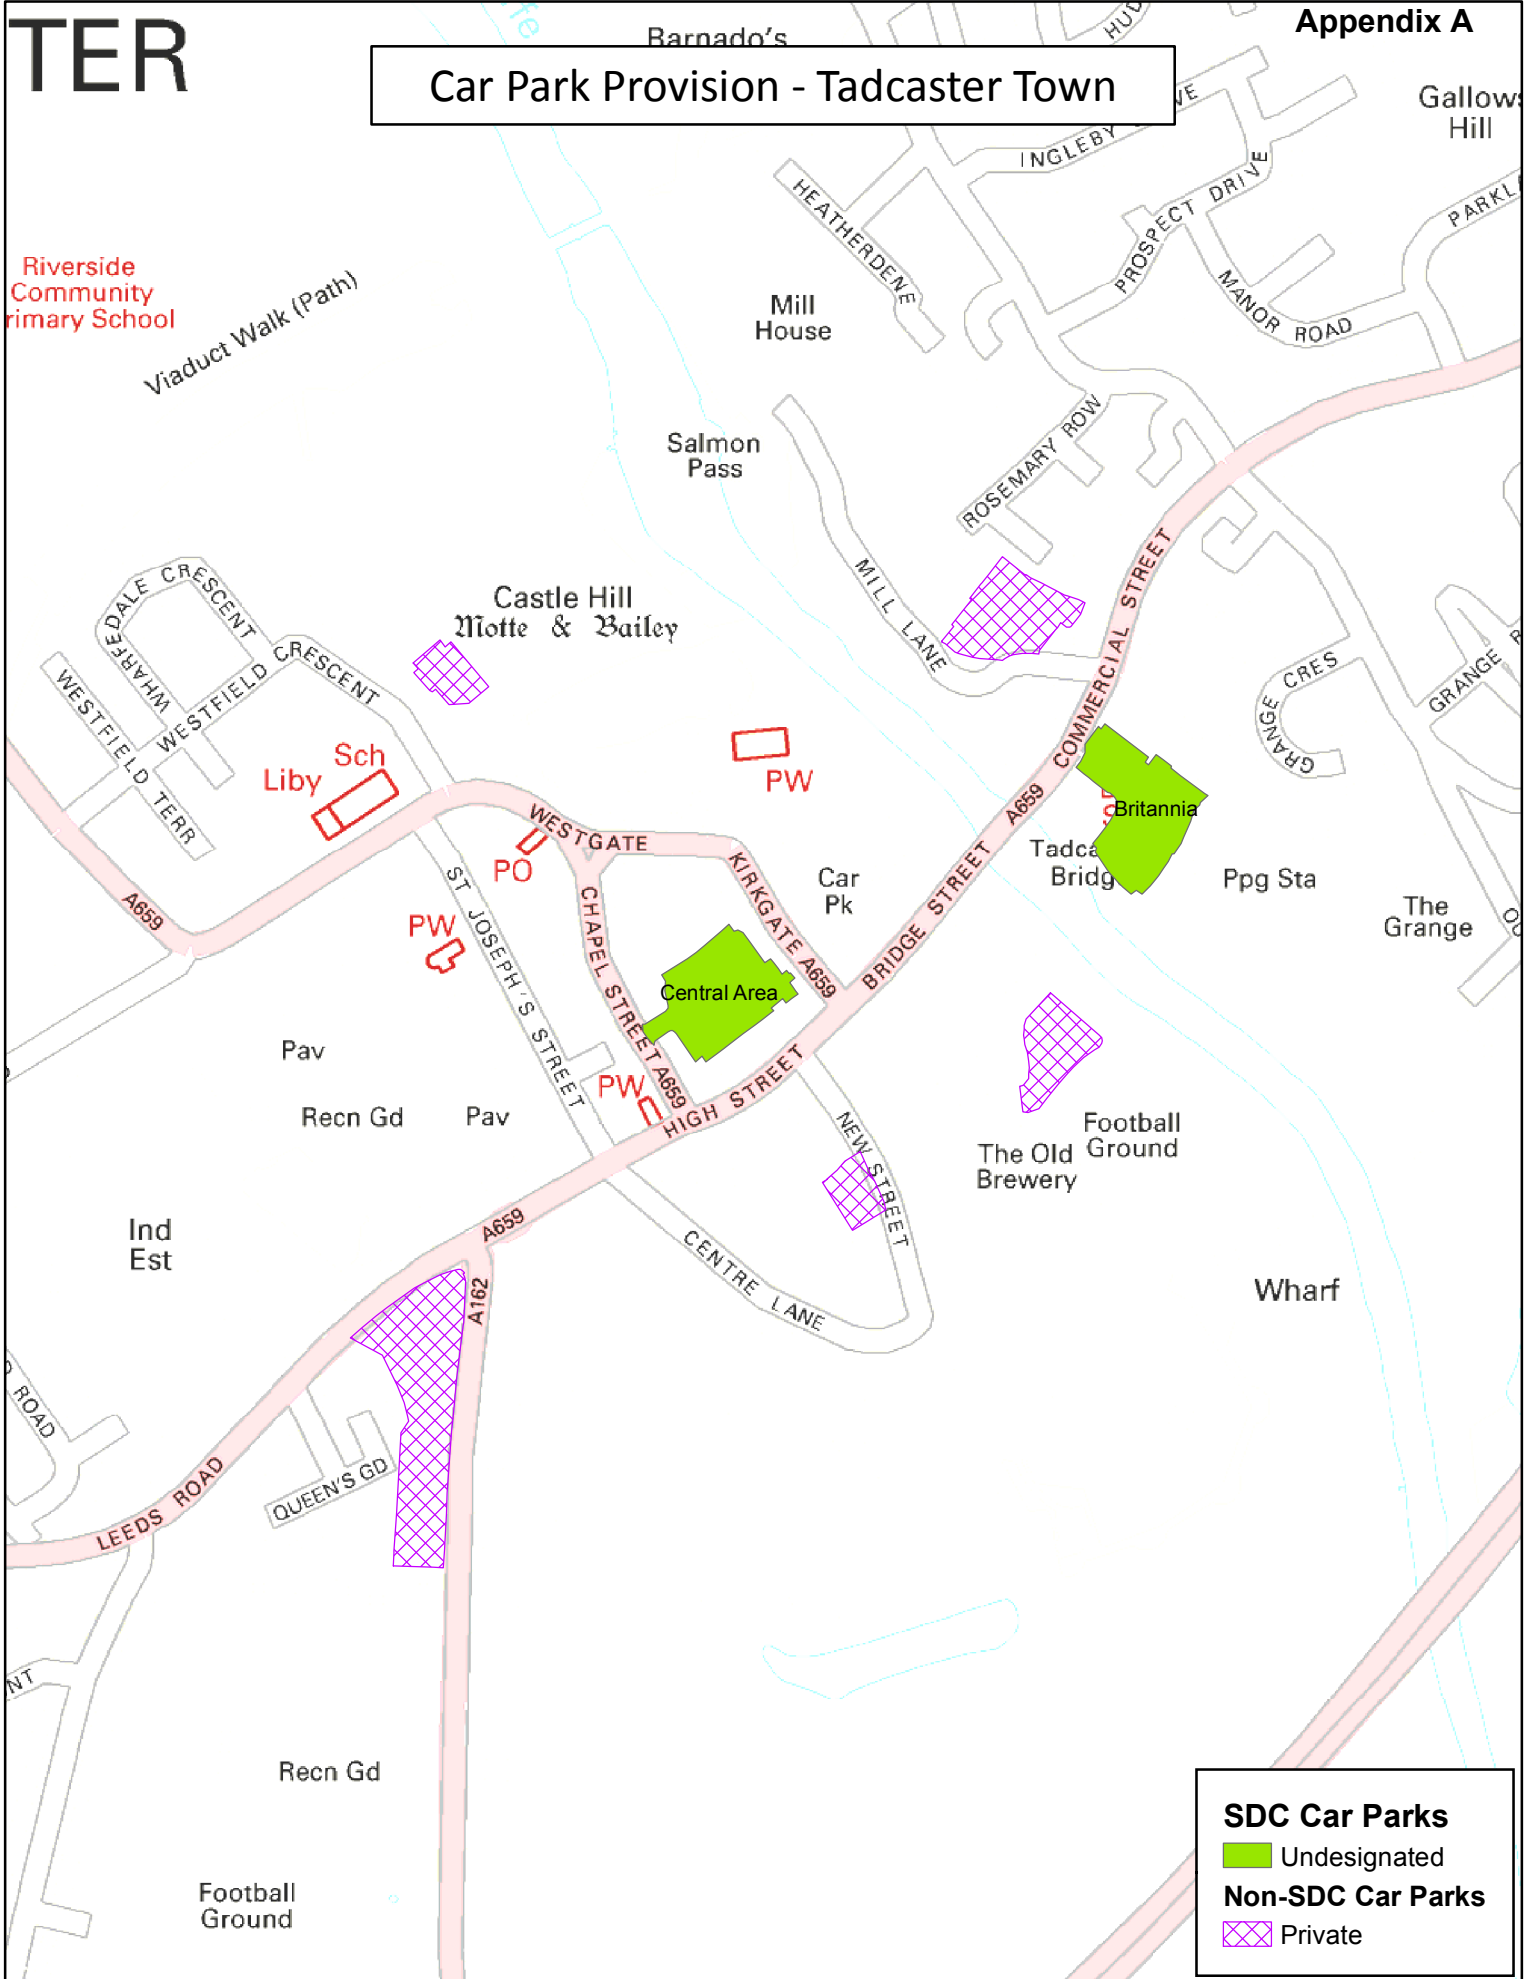 TER
Appendix A
Barnado's
Car Park Provision - Tadcaster Town
Gallows
Hill
INGLEBY
HEATHERDENE
PROSPECT DRIVE
MANOR ROAD
Riverside
Community
rimary School
Viaduct Walk (Path)
Mill
House
Salmon
Pass
ROSEMARY ROW
MILL LANE
COMMERCIAL STREET
Castle Hill
Motte & Bailey
WHARFEDALE CRESCENT
WESTFIELD CRESCENT
WESTFIELD TERR
GRANGE CRES
GRANGE
Sch
Liby
PW
WESTGATE
PO
A659
Britannia
Tadca
Bridg
Ppg Sta
Car
Pk
KIRKGATE A659
BRIDGE STREET
The
Grange
A659
PW
ST JOSEPH'S STREET
CHAPEL STREET A659
Central Area
Pav
Recn Gd
Pav
PW
HIGH STREET
NEW STREET
Football
Ground
The Old
Brewery
Ind
Est
A659
A162
CENTRE LANE
Wharf
ROAD
QUEEN'S GD
LEEDS ROAD
NT
Recn Gd
Football
Ground
SDC Car Parks
Undesignated
Non-SDC Car Parks
Private